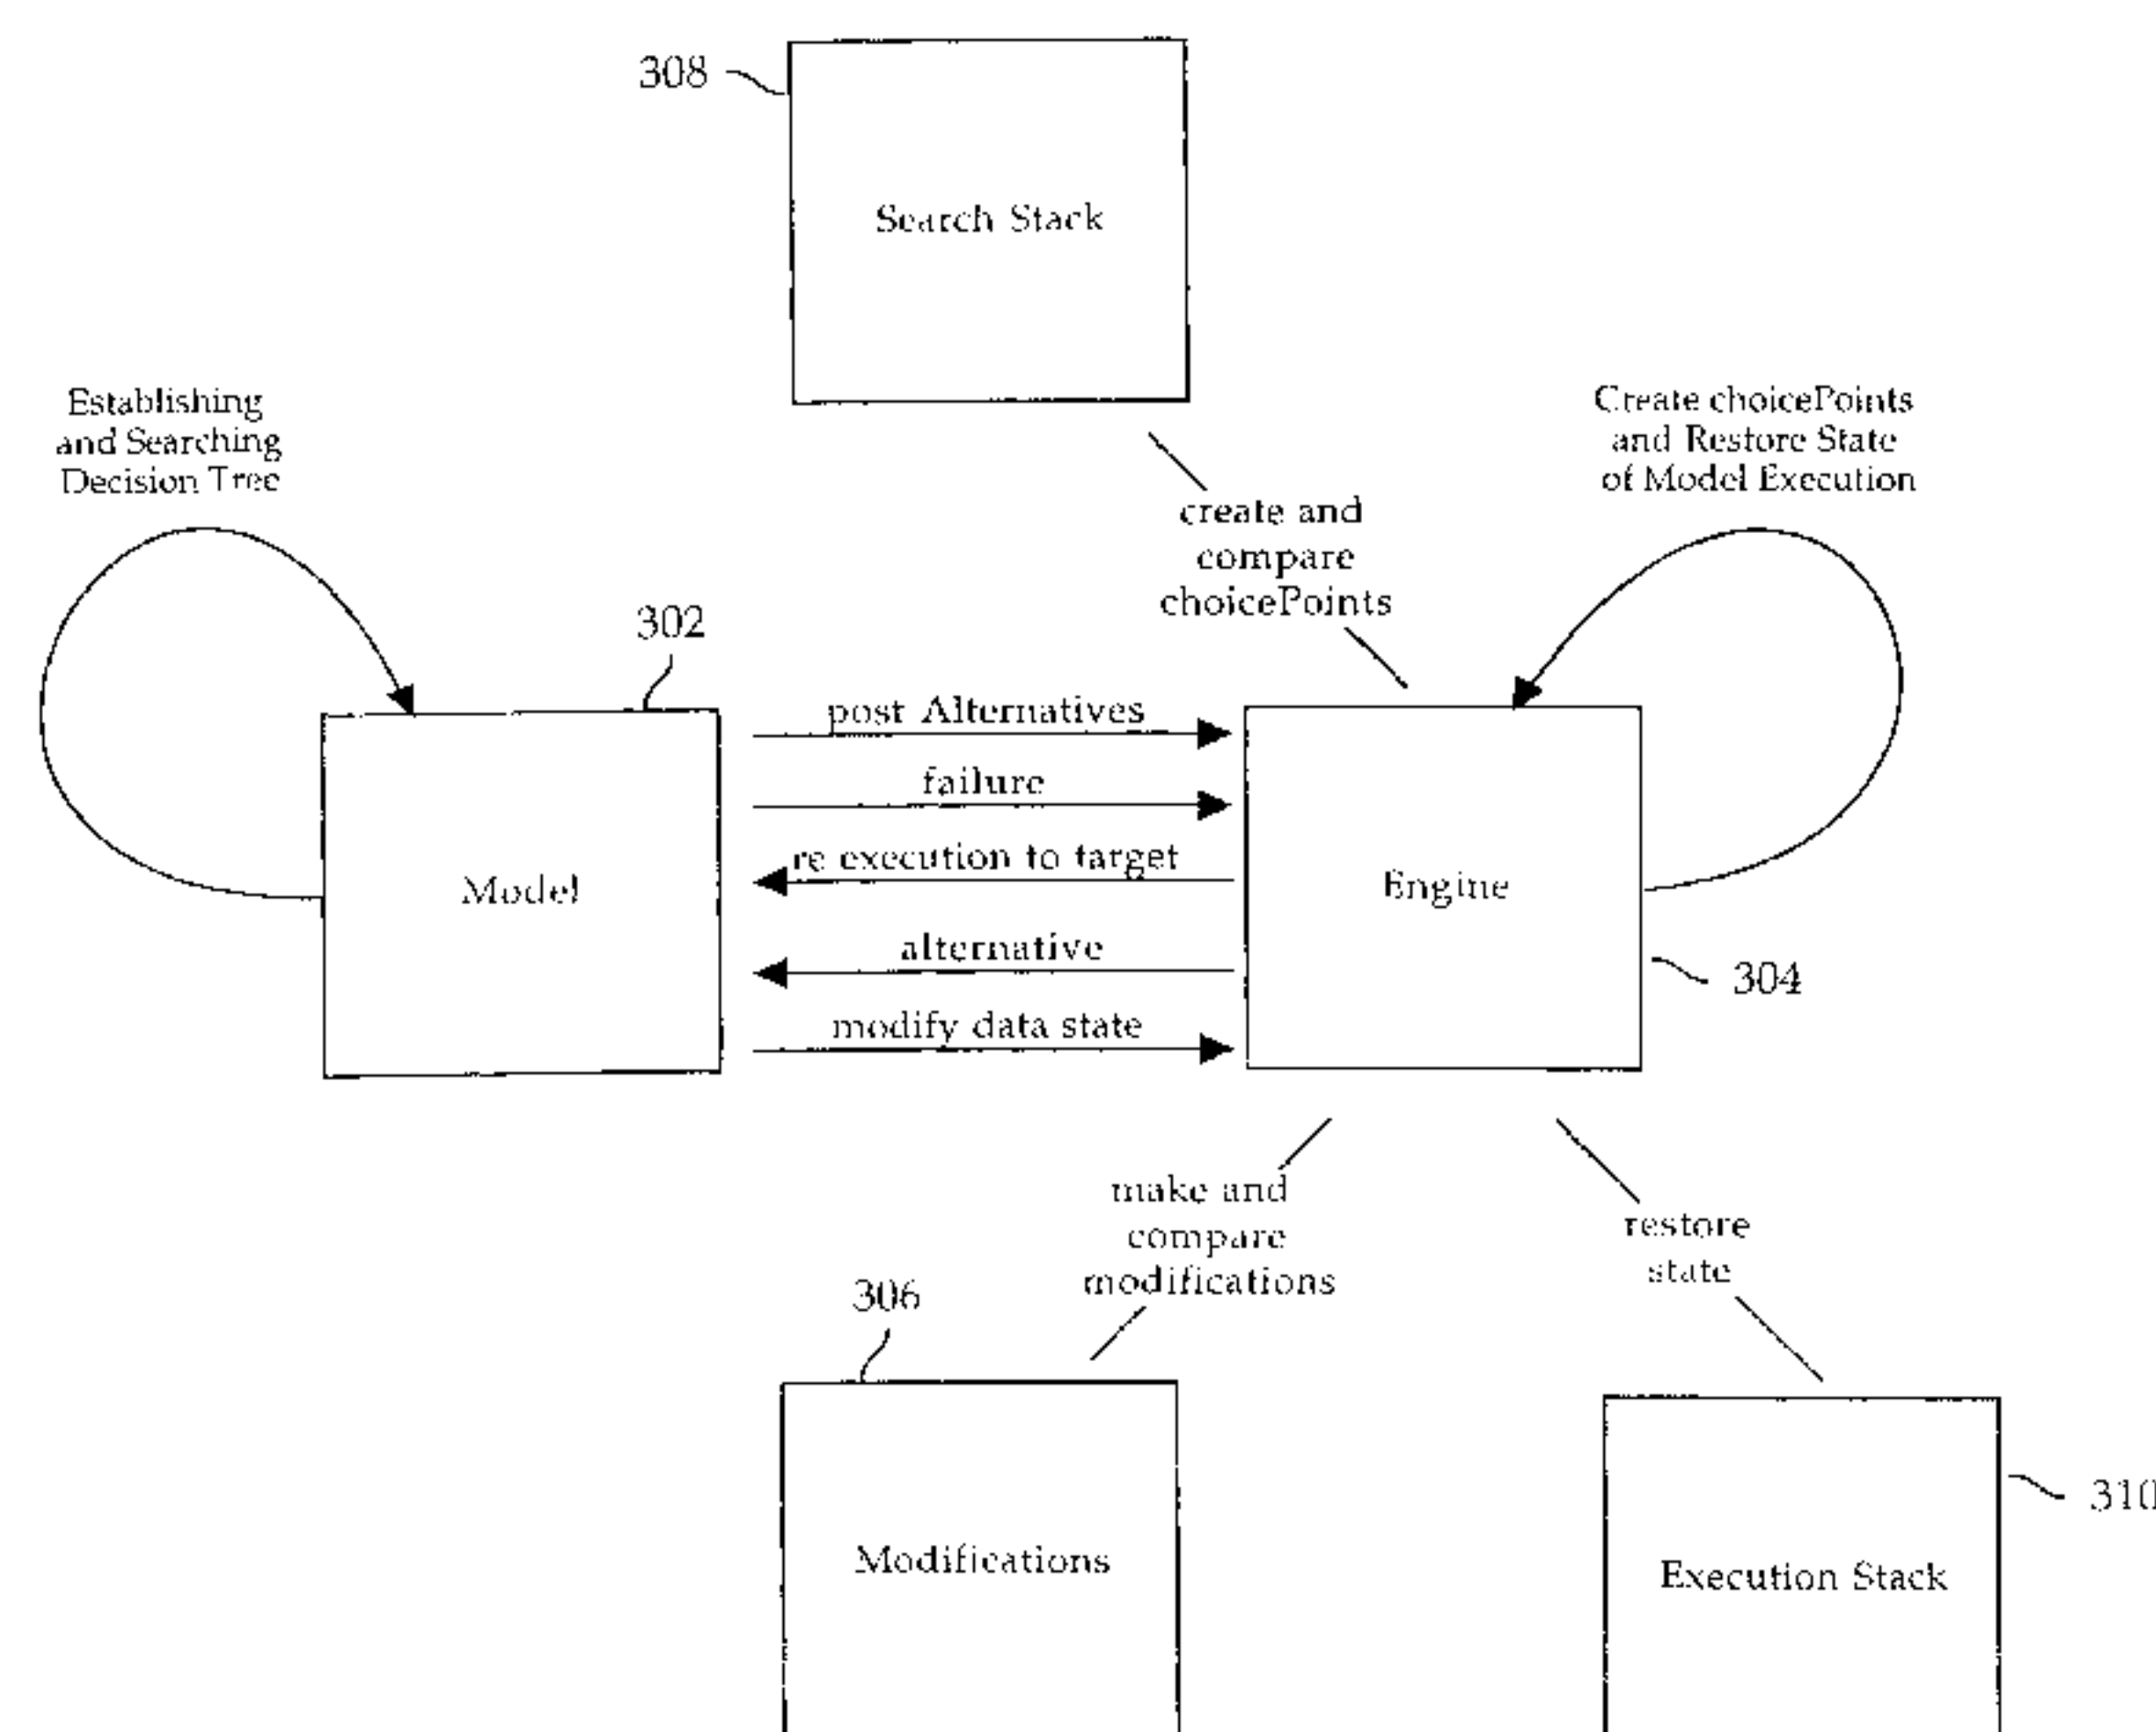 308
Search Stack
Establishing
and Searching
Decision Tree
Create choicePoints
and Restore State
of Model Execution
create and
compare
choicePoints
302
post Alternatives
failure
re execution to target
Model
Engine
alternative
304
modify data state
make and
compare
modifications
restore
state
306
310
Modifications
Execution Stack